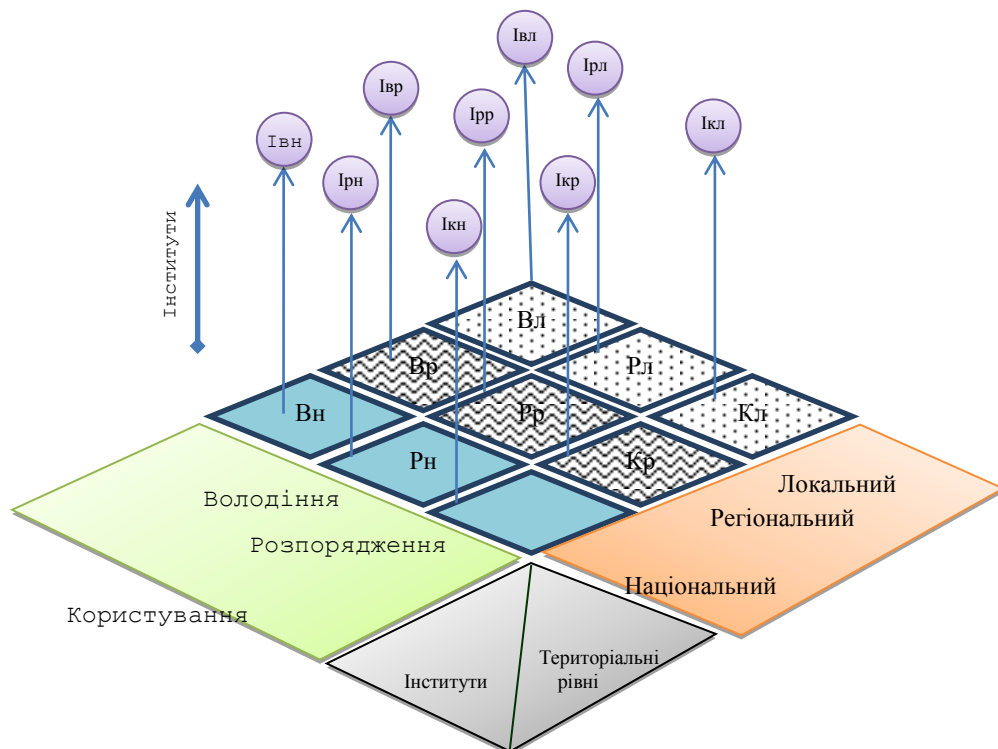 Івл
Ірл
Івр
Ірр
Ікл
Івн
Ірн
Ікр
Ікн
Інститути
Вл
Вр
Рл
Вн
Рр
Кл
Рн
Кр
Володіння
Розпорядження
Користування
Локальний
Регіональний
Національний
Інститути
Територіальні
рівні